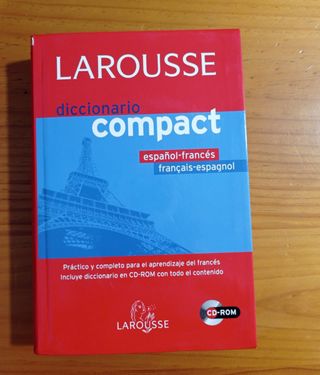 LAROUSSE
diccionario
compact
español-francés
français-espagnol
Práctico y completo para el aprendizaje del francés
Incluye diccionario en CD-ROM con todo el contenido
LAROUSSE
CD-ROM